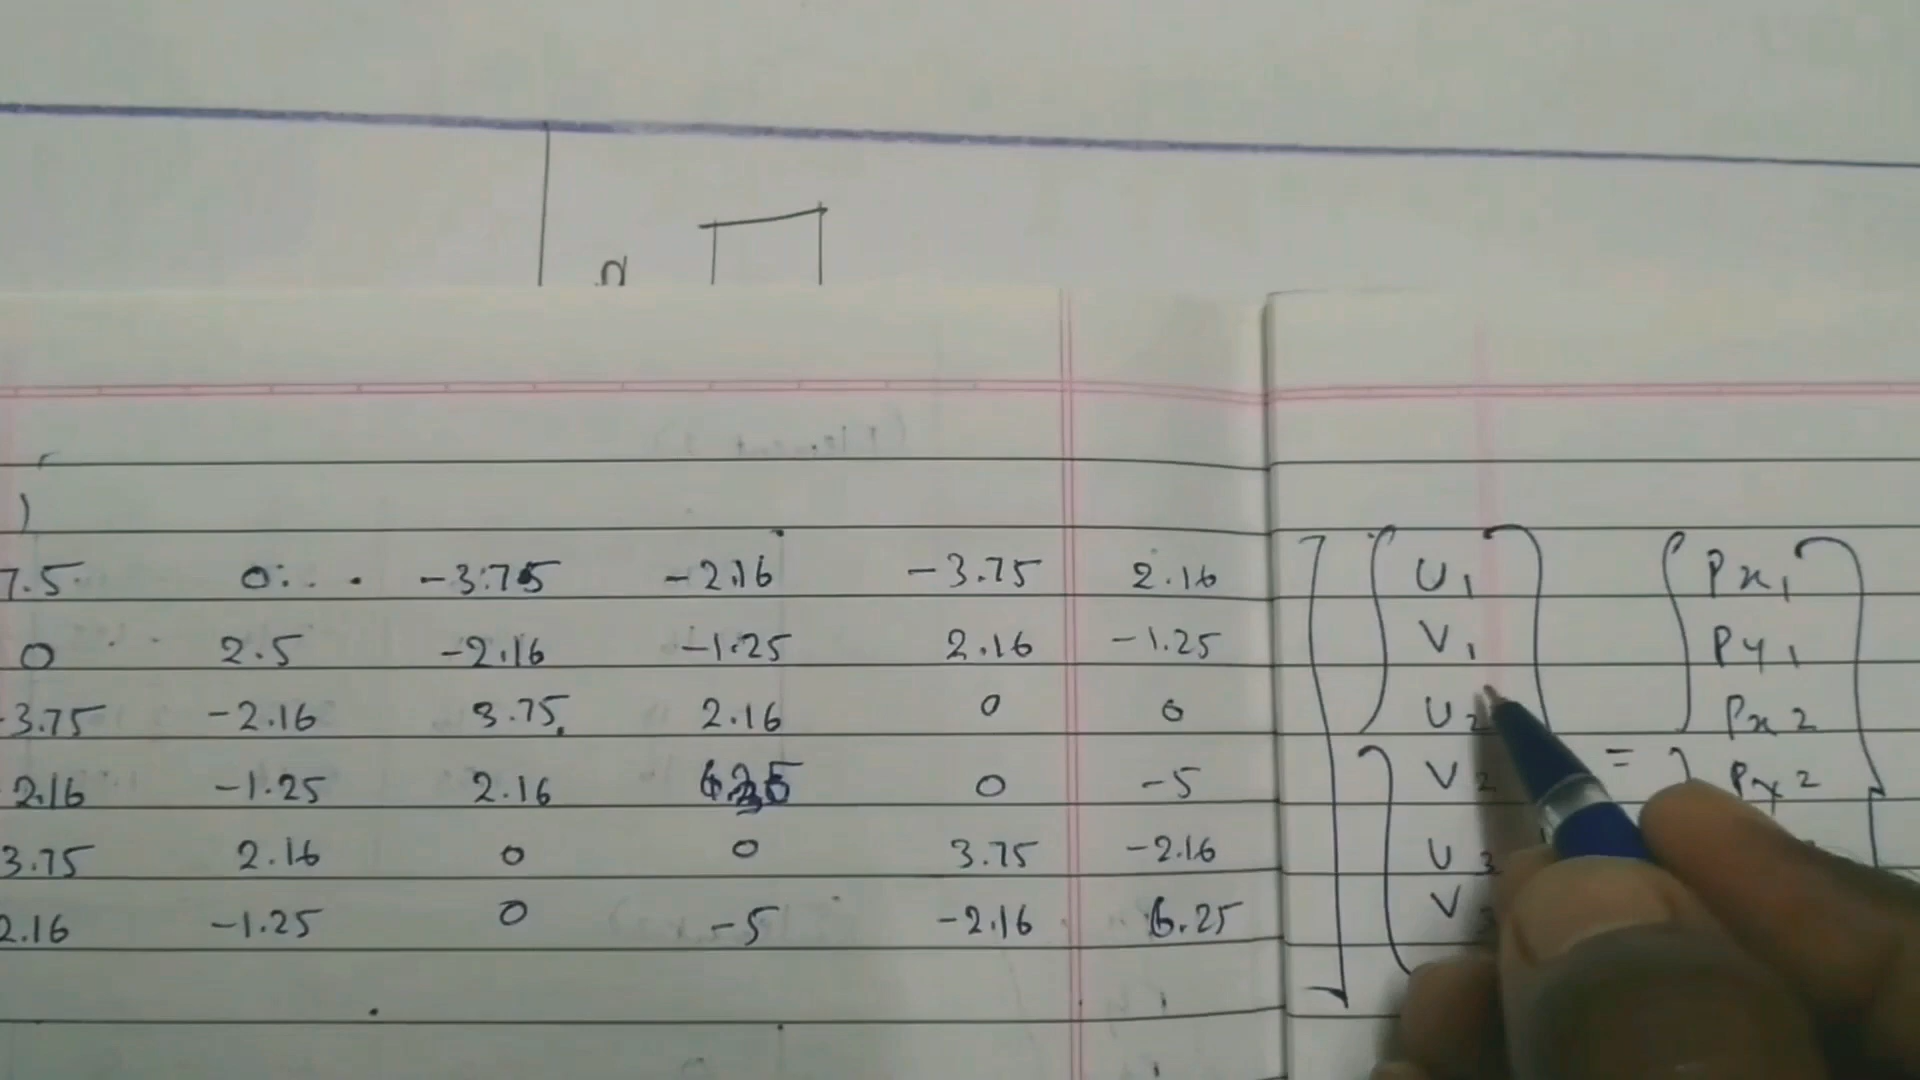 n
7.5 0 -3.75 -2.16 -3.75 2.16 U1 Px1
0 2.5 -2.16 -1.25 2.16 -1.25 V1 Py1
3.75 -2.16 3.75 2.16 0 0 U2 Px2
2.16 -1.25 2.16 6.25 0 -5 V2 = Py2
3.75 2.16 0 0 3.75 -2.16 U3
2.16 -1.25 0 -5 -2.16 6.25 V3